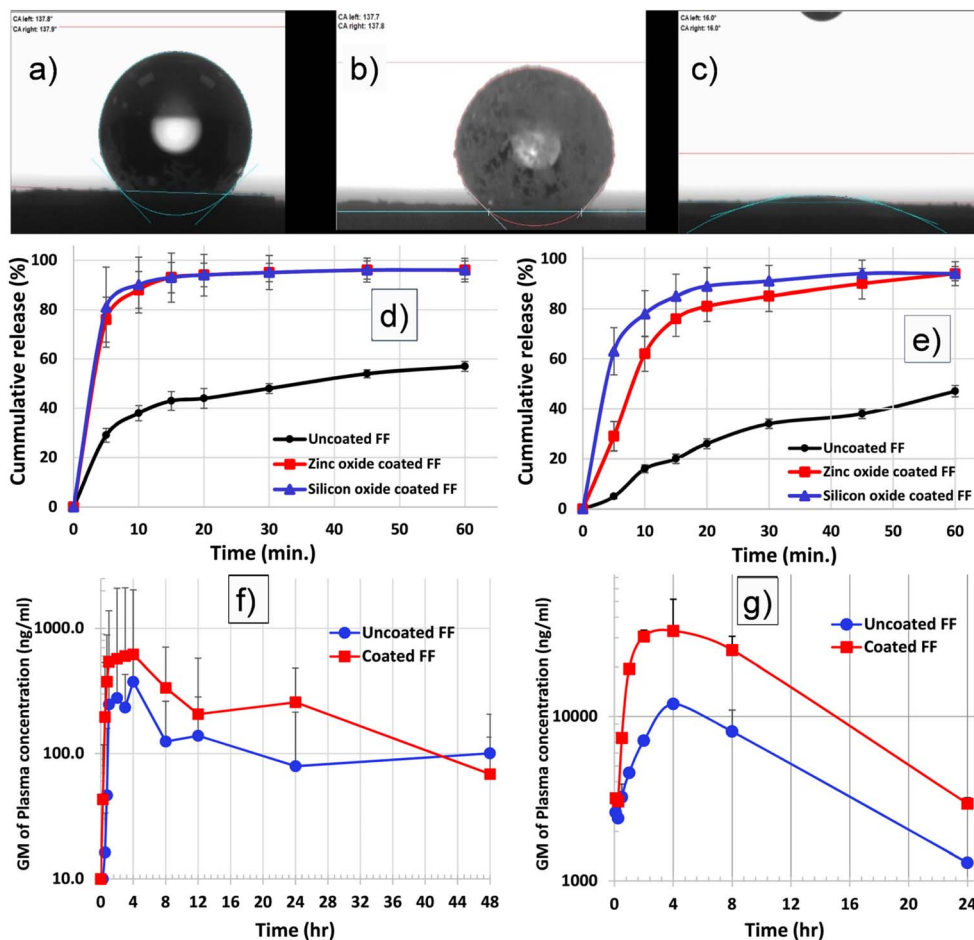 CA left: 137.8°
CA right: 137.9°
a)
CA left: 137.7
CA right: 137.8
b)
CA left: 16.0°
CA right: 16.0°
c)
Cummulative release (%)
100
80
60
40
20
0
d)
Uncoated FF
Zinc oxide coated FF
Silicon oxide coated FF
0 10 20 30 40 50 60
Time (min.)
Cummulative release (%)
100
80
60
40
20
0
e)
Uncoated FF
Zinc oxide coated FF
Silicon oxide coated FF
0 10 20 30 40 50 60
Time (min.)
GM of Plasma concentration (ng/ml)
1000.0
100.0
10.0
f)
Uncoated FF
Coated FF
0 4 8 12 16 20 24 28 32 36 40 44 48
Time (hr)
GM of Plasma concentration (ng/ml)
10000
1000
g)
Uncoated FF
Coated FF
0 4 8 12 16 20 24
Time (hr)